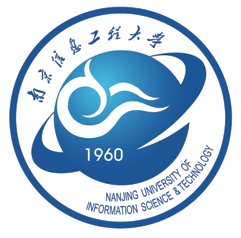 南京信息工程大学
1960
NANJING UNIVERSITY OF
INFORMATION SCIENCE & TECHNOLOGY